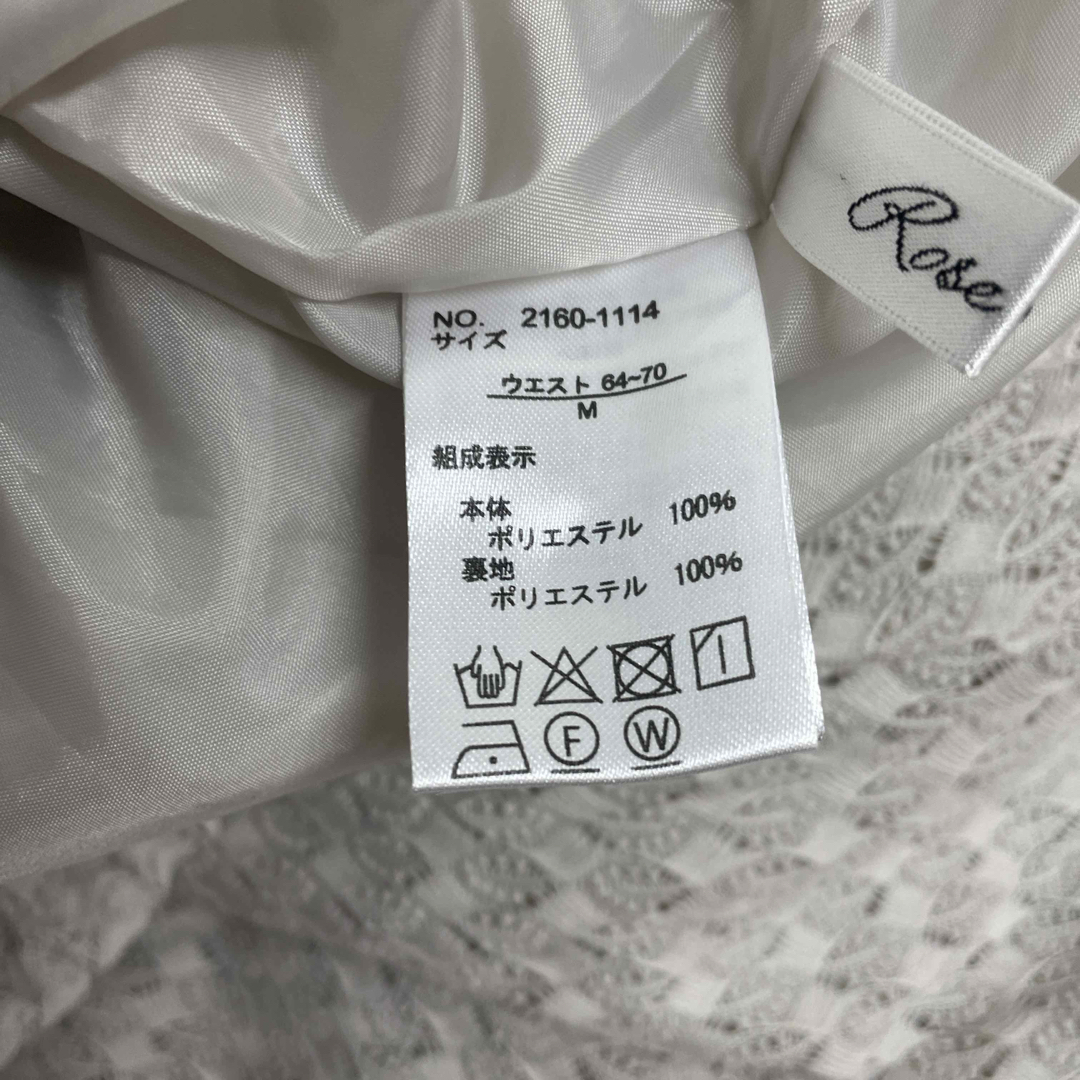 Rose
NO. 2160-1114
サイズ
ウエスト 64~70
M
組成表示
本体
ポリエステル 100%
裏地
ポリエステル 100%
F W